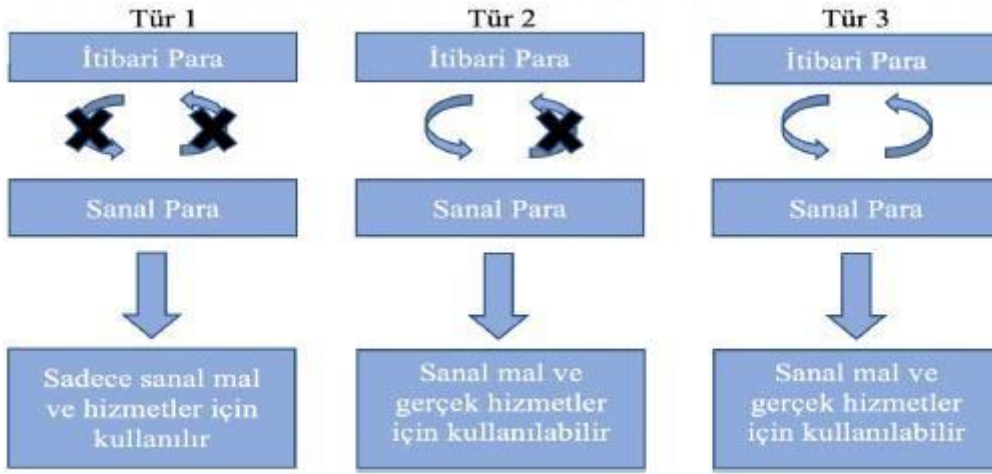 Tür 1
Tür 2
Tür 3
İtibari Para
İtibari Para
İtibari Para
Sanal Para
Sanal Para
Sanal Para
Sadece sanal mal
ve hizmetler için
kullanılır
Sanal mal ve
gerçek hizmetler
için kullanılabilir
Sanal mal ve
gerçek hizmetler
için kullanılabilir